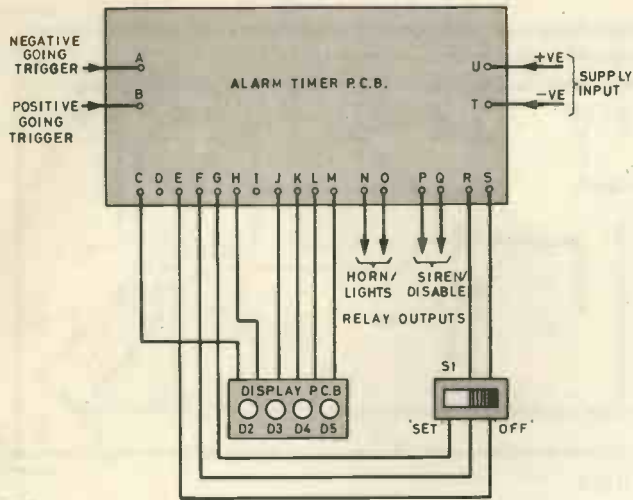 NEGATIVE
GOING
TRIGGER
A
B
POSITIVE
GOING
TRIGGER
ALARM TIMER P.C.B.
U
T
+VE
-VE
SUPPLY
INPUT
C D E F G H I J K L M N O P Q R S
HORN/
LIGHTS
SIREN/
DISABLE
RELAY OUTPUTS
DISPLAY P.C.B
D2 D3 D4 D5
S1
'SET'
'OFF'